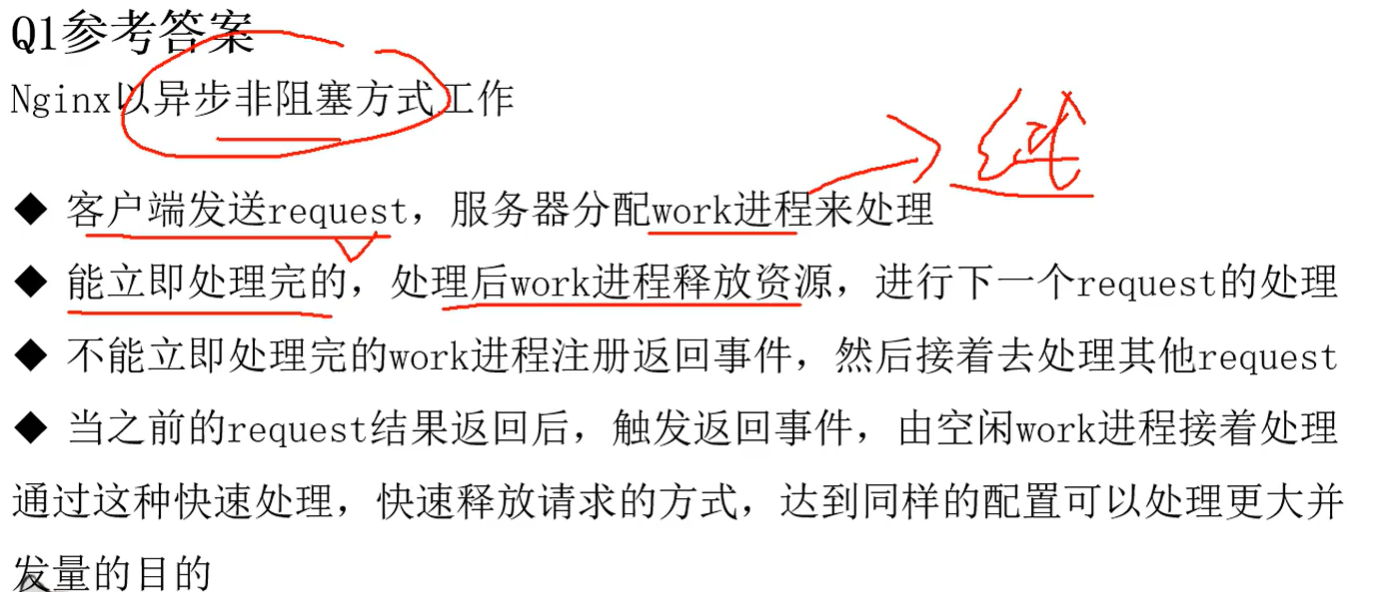 Q1参考答案
Nginx以异步非阻塞方式工作
◆ 客户端发送request，服务器分配work进程来处理
◆ 能立即处理完的，处理后work进程释放资源，进行下一个request的处理
◆ 不能立即处理完的work进程注册返回事件，然后接着去处理其他request
◆ 当之前的request结果返回后，触发返回事件，由空闲work进程接着处理
通过这种快速处理，快速释放请求的方式，达到同样的配置可以处理更大并
发量的目的